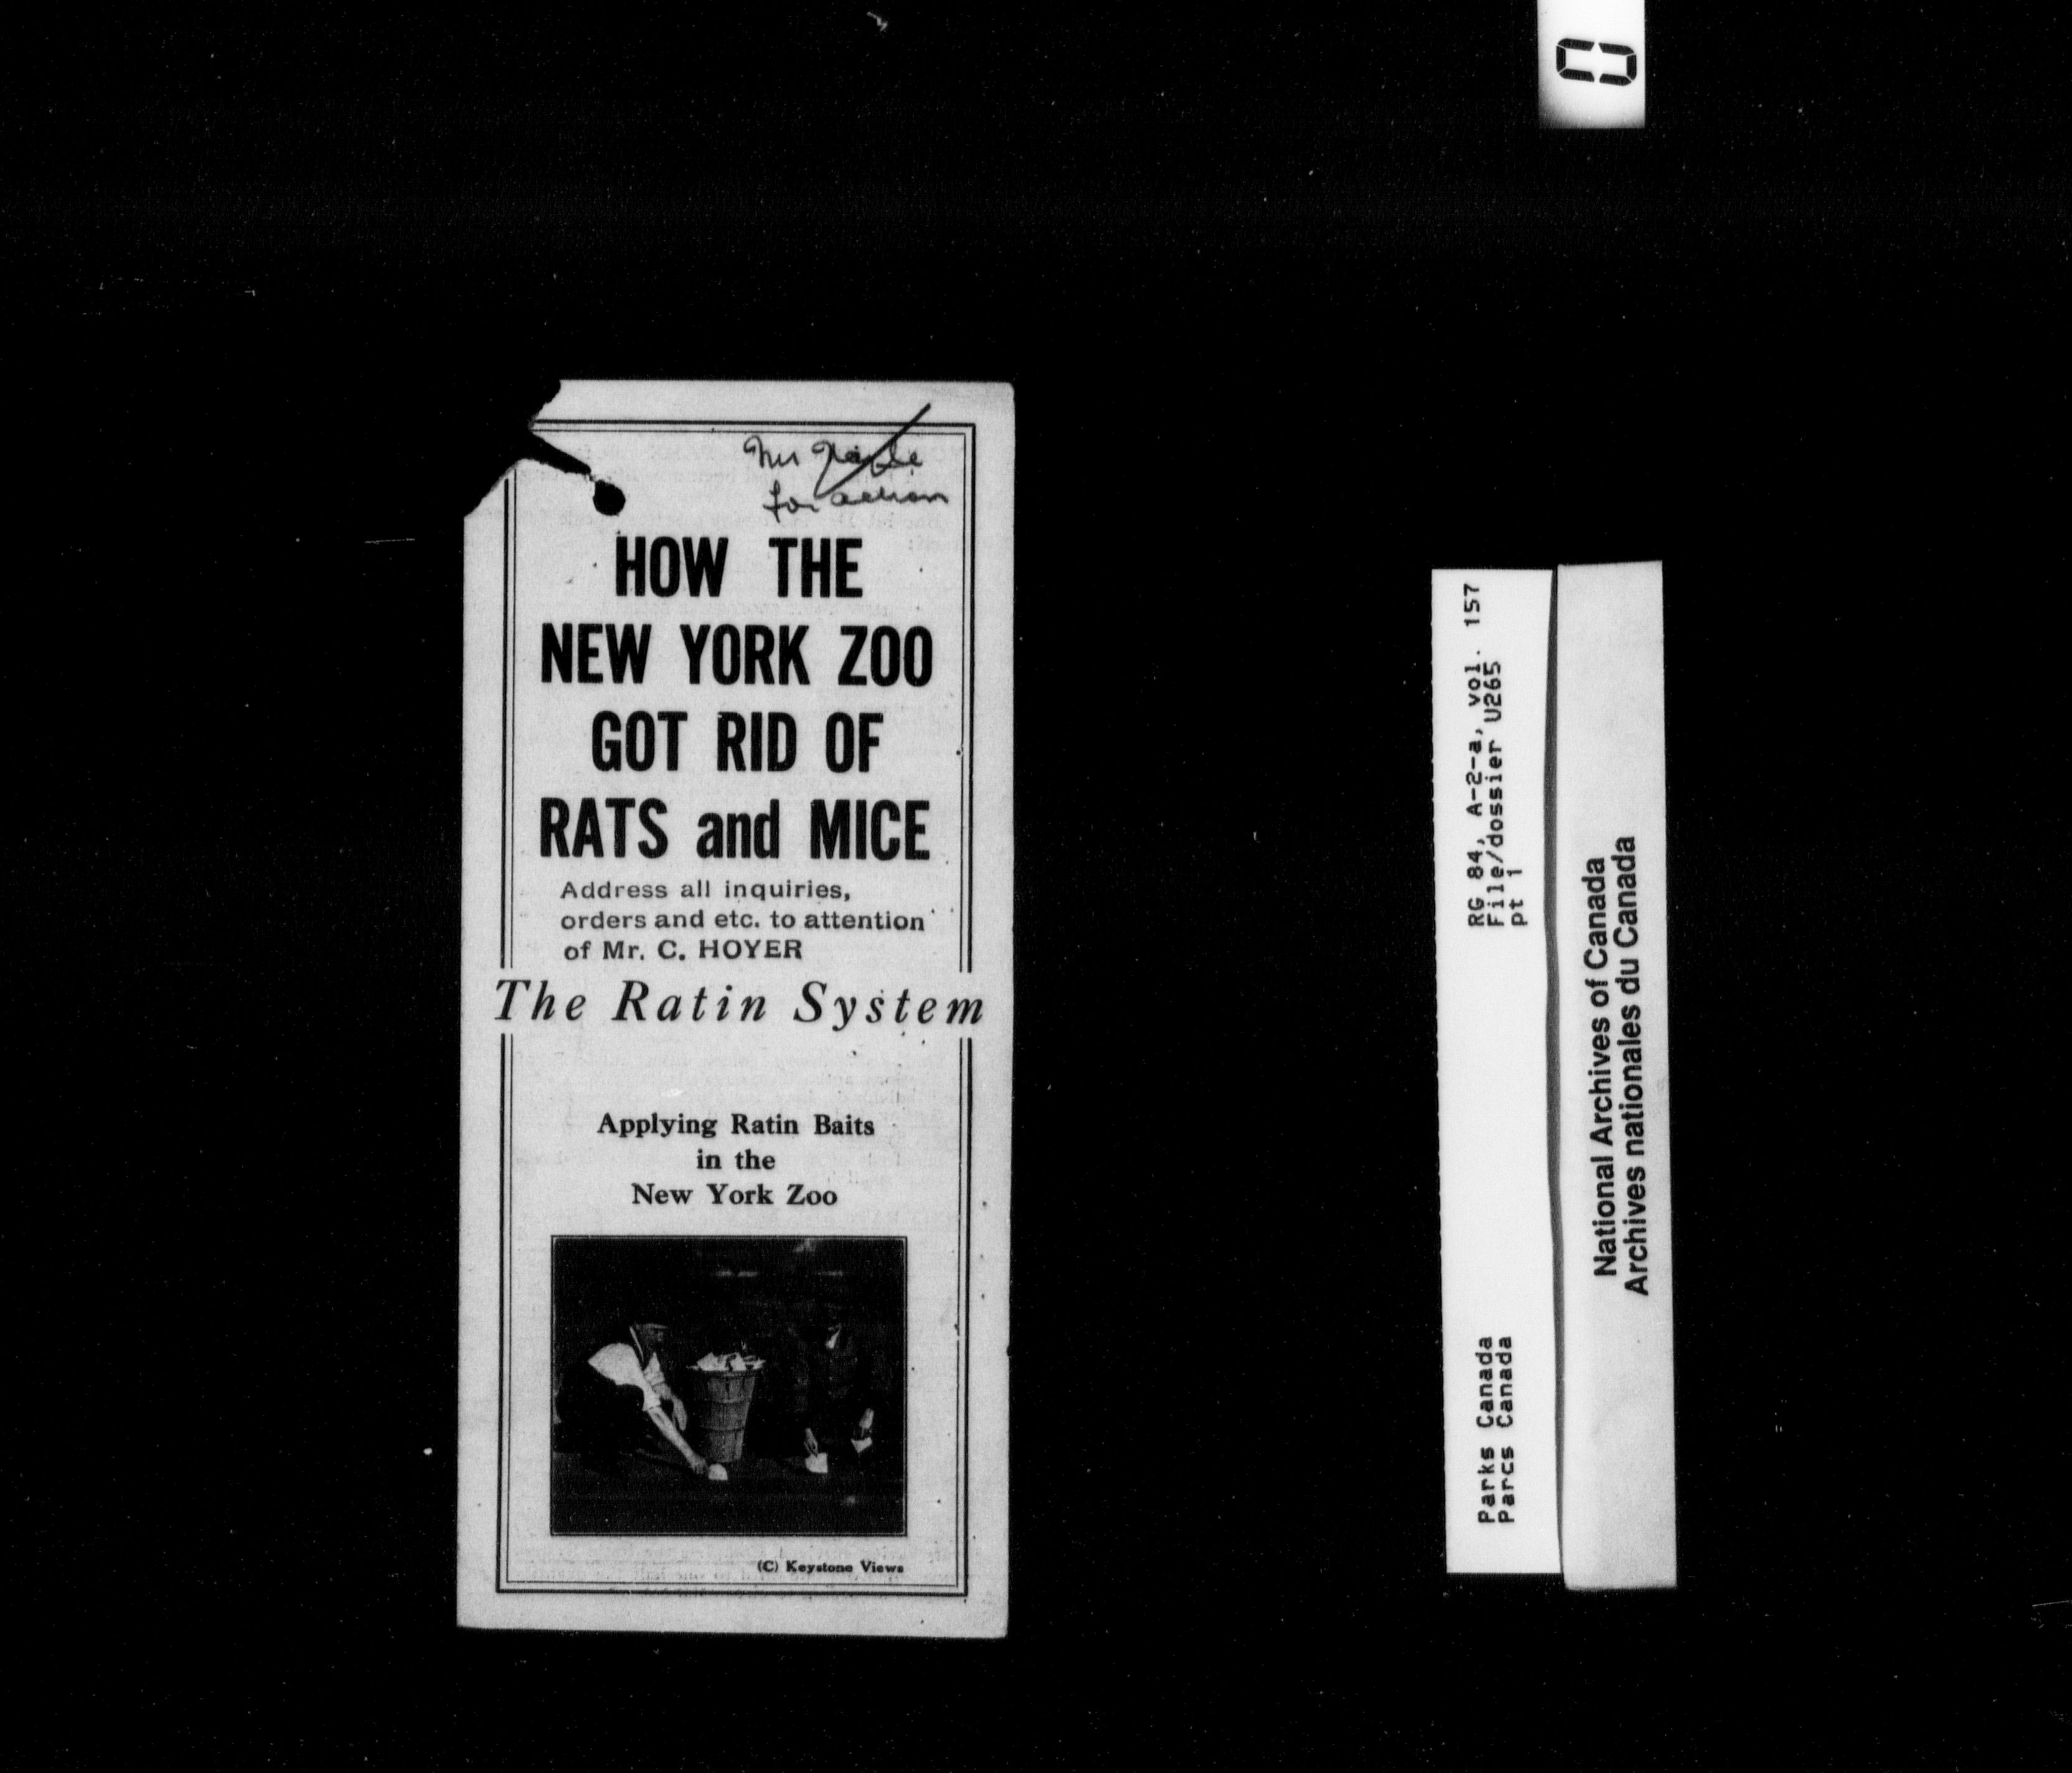 for action
HOW THE
NEW YORK ZOO
GOT RID OF
RATS and MICE
Address all inquiries,
orders and etc. to attention
of Mr. C. HOYER
The Ratin System
Applying Ratin Baits
in the
New York Zoo
(C) Keystone Views
RG 84, A-2-a, vol. 157
File/dossier U265
pt 1
Parks Canada
Parcs Canada
National Archives of Canada
Archives nationales du Canada
0